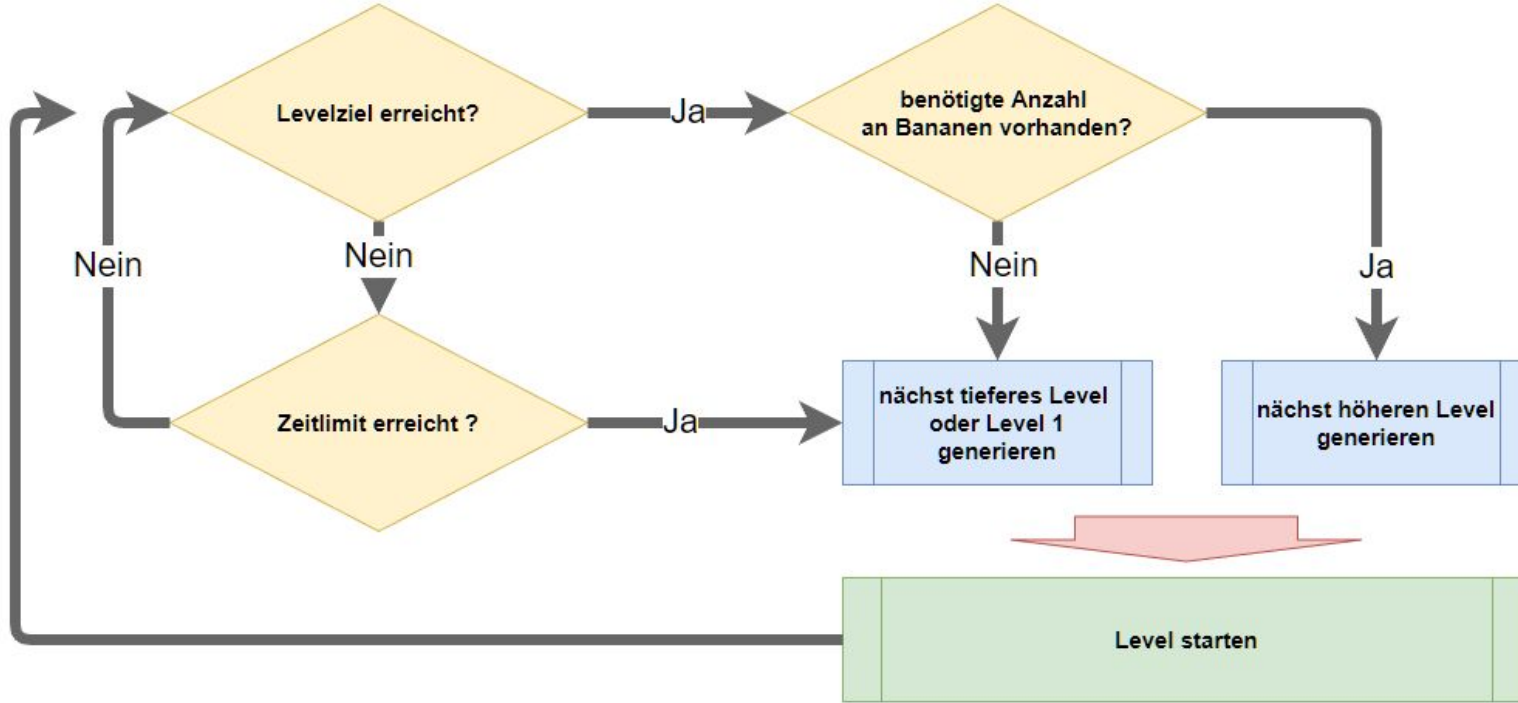 Levelziel erreicht?
Ja
benötigte Anzahl
an Bananen vorhanden?
Nein
Nein
Nein
Ja
Zeitlimit erreicht ?
Ja
nächst tieferes Level
oder Level 1
generieren
nächst höheren Level
generieren
Level starten